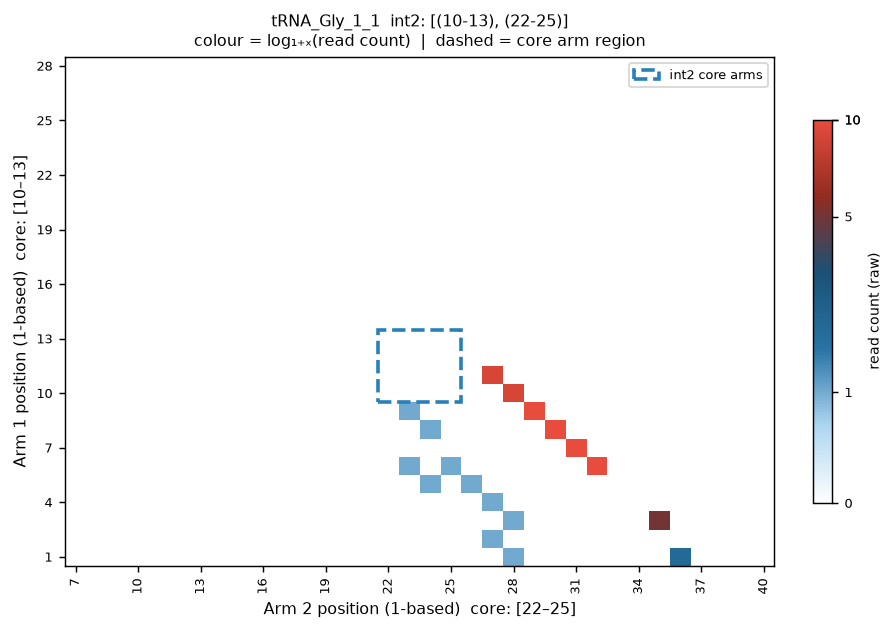 tRNA_Gly_1_1  int2: [(10-13), (22-25)]
colour = log₁₊ₓ(read count)  |  dashed = core arm region
int2 core arms
28
25
22
19
16
13
10
7
4
1
Arm 1 position (1-based)  core: [10–13]
7 10 13 16 19 22 25 28 31 34 37 40
Arm 2 position (1-based)  core: [22–25]
10
5
1
0
read count (raw)